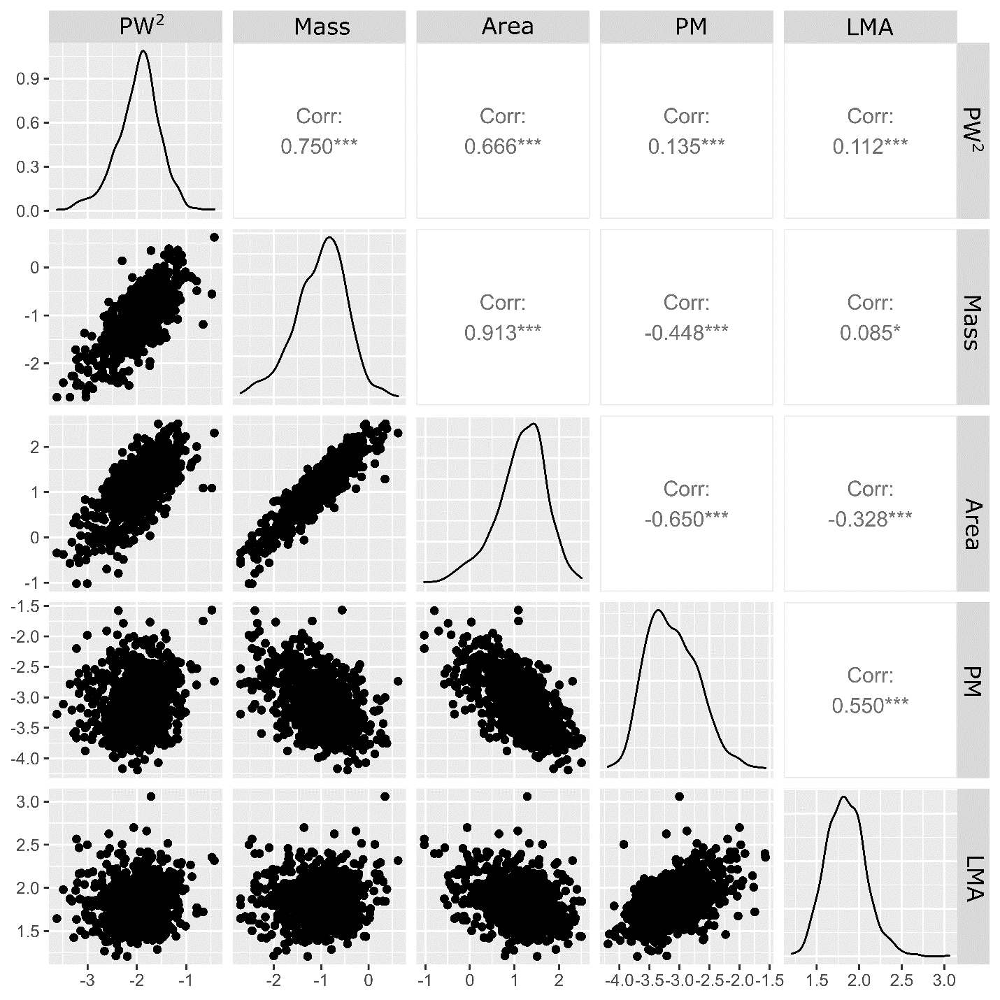 PW² Mass Area PM LMA
0.9
0.6
0.3
0.0
Corr:
0.750***
Corr:
0.666***
Corr:
0.135***
Corr:
0.112***
PW²
0
-1
-2
Corr:
0.913***
Corr:
-0.448***
Corr:
0.085*
Mass
2
1
0
-1
Corr:
-0.650***
Corr:
-0.328***
Area
-1.5
-2.0
-2.5
-3.0
-3.5
-4.0
Corr:
0.550***
PM
3.0
2.5
2.0
1.5
LMA
-3 -2 -1 -2 -1 0 -1 0 1 2 -4.0 -3.5 -3.0 -2.5 -2.0 -1.5 1.5 2.0 2.5 3.0